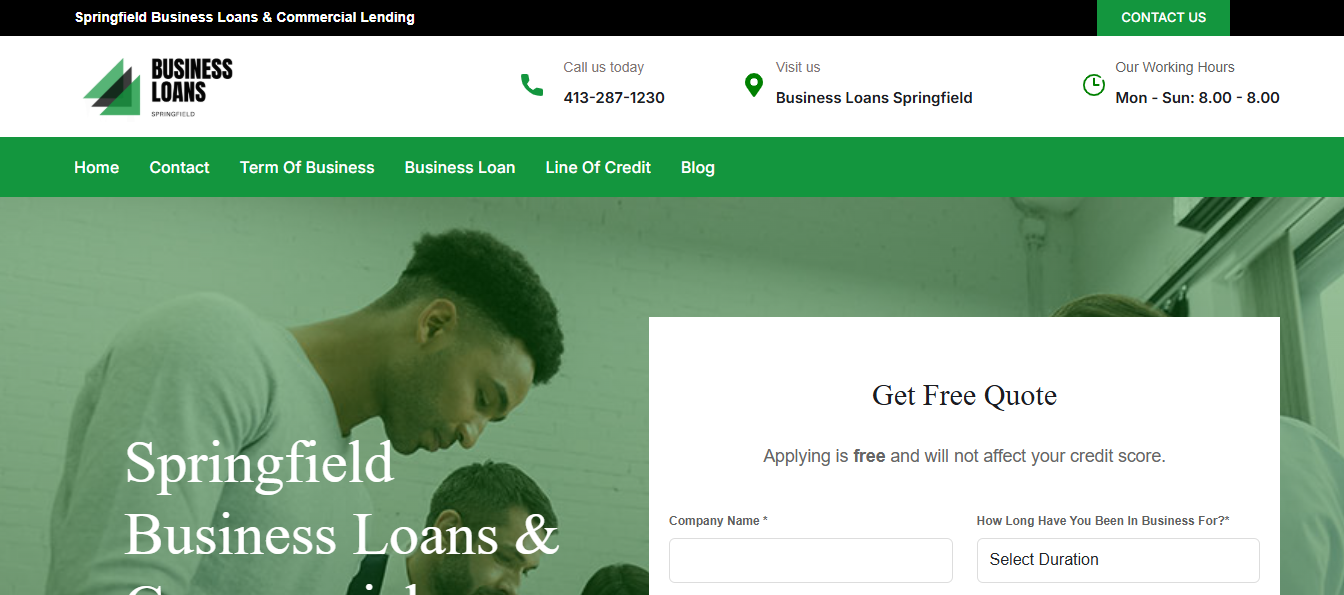 Springfield Business Loans & Commercial Lending
CONTACT US
BUSINESS
LOANS
SPRINGFIELD
Call us today
413-287-1230
Visit us
Business Loans Springfield
Our Working Hours
Mon - Sun: 8.00 - 8.00
Home Contact Term Of Business Business Loan Line Of Credit Blog
Springfield
Business Loans &
Commercial
Get Free Quote
Applying is free and will not affect your credit score.
Company Name *
How Long Have You Been In Business For?*
Select Duration